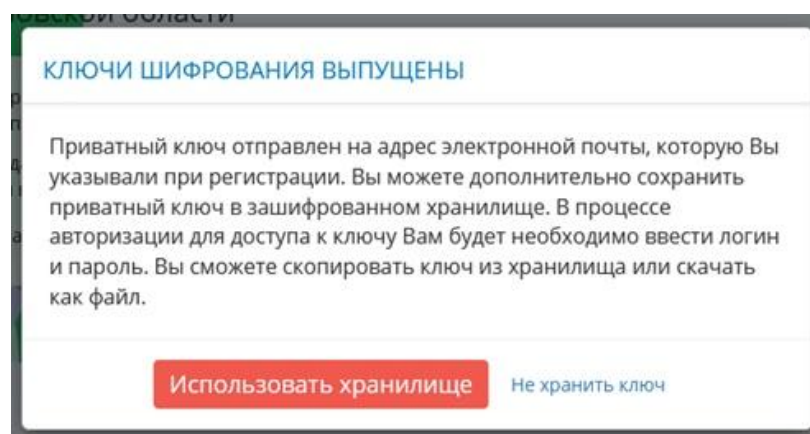 области
КЛЮЧИ ШИФРОВАНИЯ ВЫПУЩЕНЫ
Приватный ключ отправлен на адрес электронной почты, которую Вы
указывали при регистрации. Вы можете дополнительно сохранить
приватный ключ в зашифрованном хранилище. В процессе
авторизации для доступа к ключу Вам будет необходимо ввести логин
и пароль. Вы сможете скопировать ключ из хранилища или скачать
как файл.
Использовать хранилище Не хранить ключ